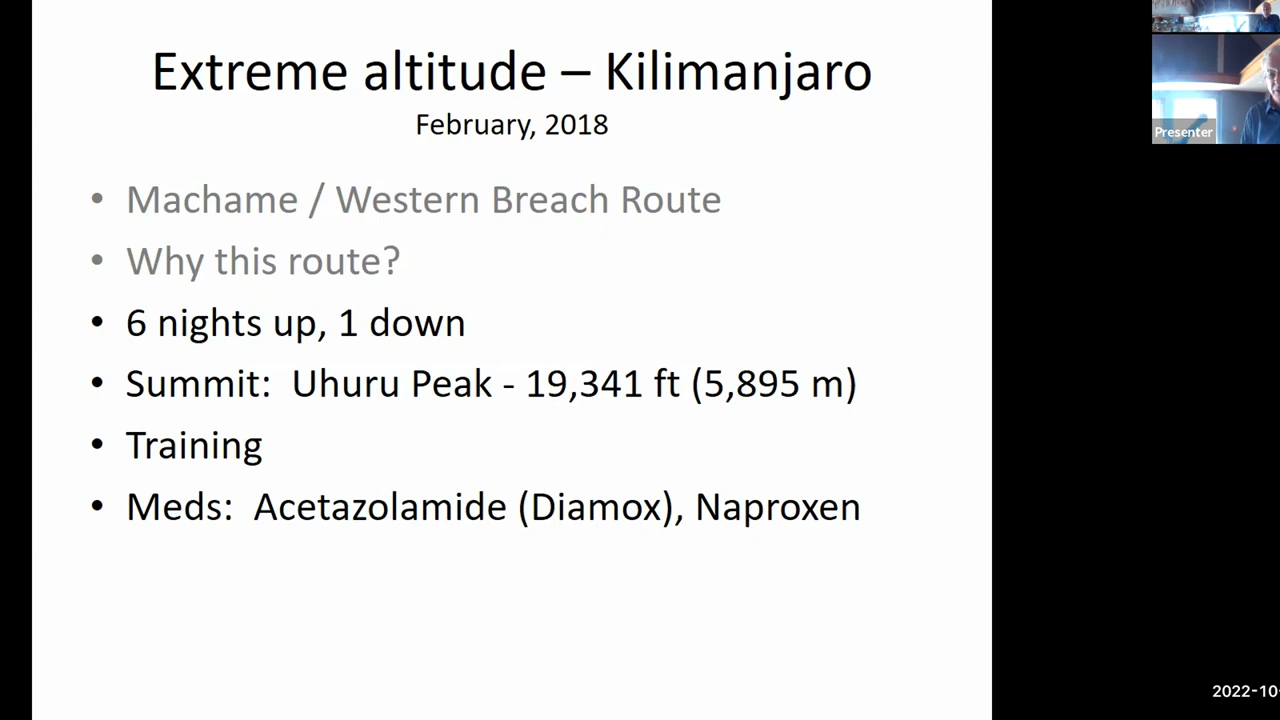 Extreme altitude – Kilimanjaro
February, 2018
• Machame / Western Breach Route
• Why this route?
• 6 nights up, 1 down
• Summit: Uhuru Peak - 19,341 ft (5,895 m)
• Training
• Meds: Acetazolamide (Diamox), Naproxen
Presenter
2022-10-